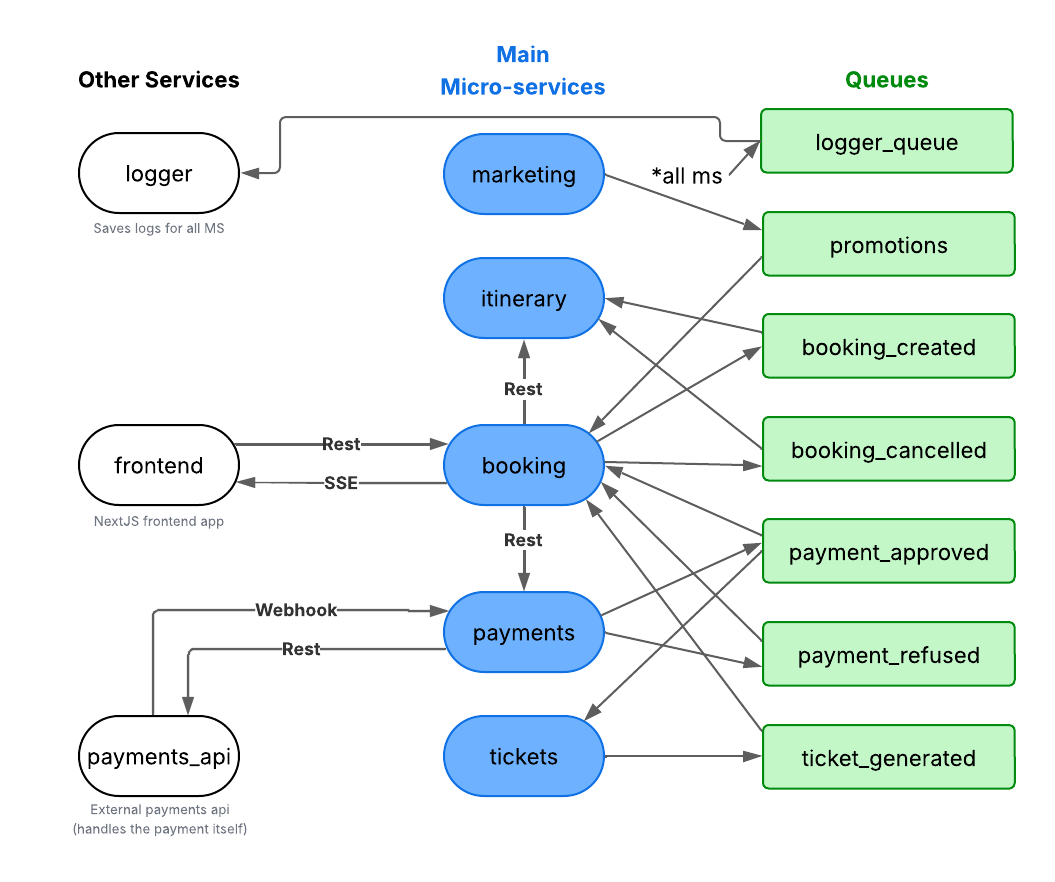 Other Services
Main
Micro-services
Queues
logger
Saves logs for all MS
marketing
*all ms
logger_queue
promotions
itinerary
booking_created
Rest
booking_cancelled
frontend
NextJS frontend app
Rest
SSE
booking
Rest
payment_approved
Webhook
Rest
payments
payment_refused
payments_api
External payments api
(handles the payment itself)
tickets
ticket_generated